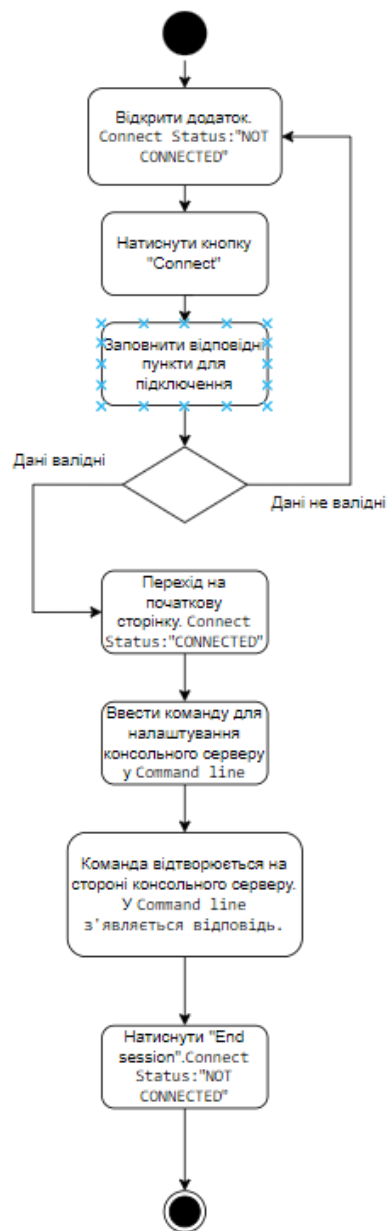 Відкрити додаток.
Connect Status:"NOT
CONNECTED"
Натиснути кнопку
"Connect"
Заповнити відповідні
пункти для
підключення
Дані валідні
Дані не валідні
Перехід на
початкову
сторінку. Connect
Status:"CONNECTED"
Ввести команду для
налаштування
консольного серверу
у Command line
Команда відтворюється на
стороні консольного серверу.
У Command line
з'являється відповідь.
Натиснути "End
session".Connect
Status:"NOT
CONNECTED"